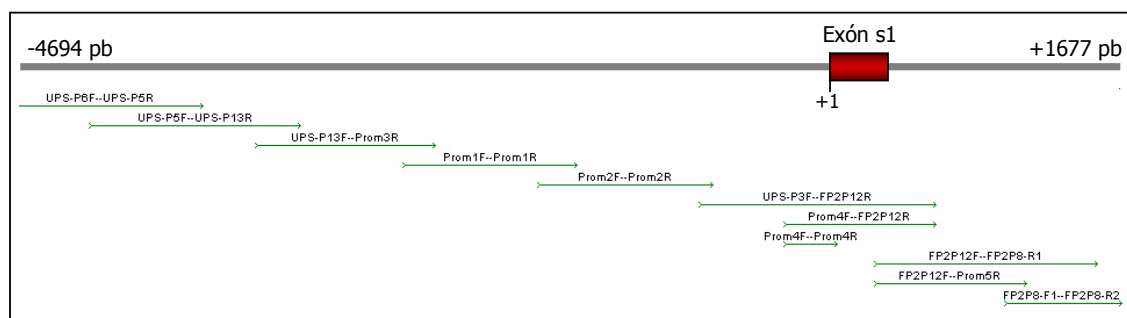 Exón s1
-4694 pb
+1677 pb
+1
UPS-P6F--UPS-P5R
UPS-P5F--UPS-P13R
UPS-P13F--Prom3R
Prom1F--Prom1R
Prom2F--Prom2R
UPS-P3F--FP2P12R
Prom4F--FP2P12R
Prom4F--Prom4R
FP2P12F--FP2P8-R1
FP2P12F--Prom5R
FP2P8-F1--FP2P8-R2